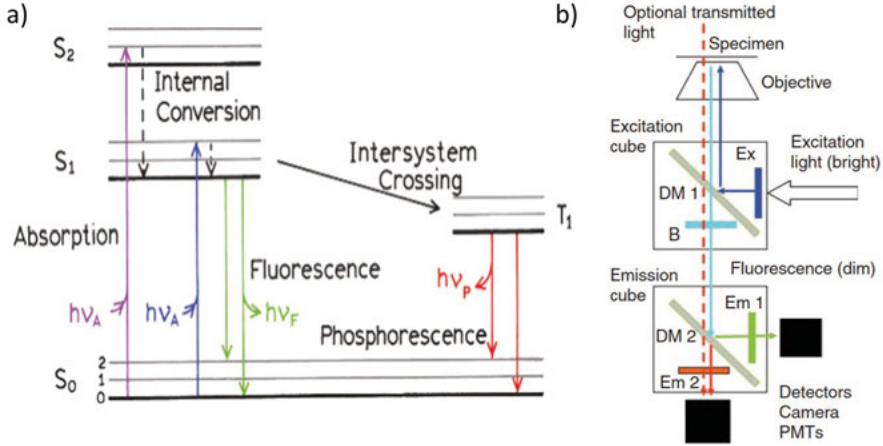 a)
S2
Internal
Conversion
S1
Intersystem
Crossing
T1
Absorption
Fluorescence
hνA
hνA
hνF
hνP
Phosphorescence
S0
2
1
0
b)
Optional transmitted
light
Specimen
Objective
Excitation
cube
Ex
Excitation
light (bright)
DM 1
B
Fluorescence (dim)
Emission
cube
Em 1
DM 2
Em 2
Detectors
Camera
PMTs